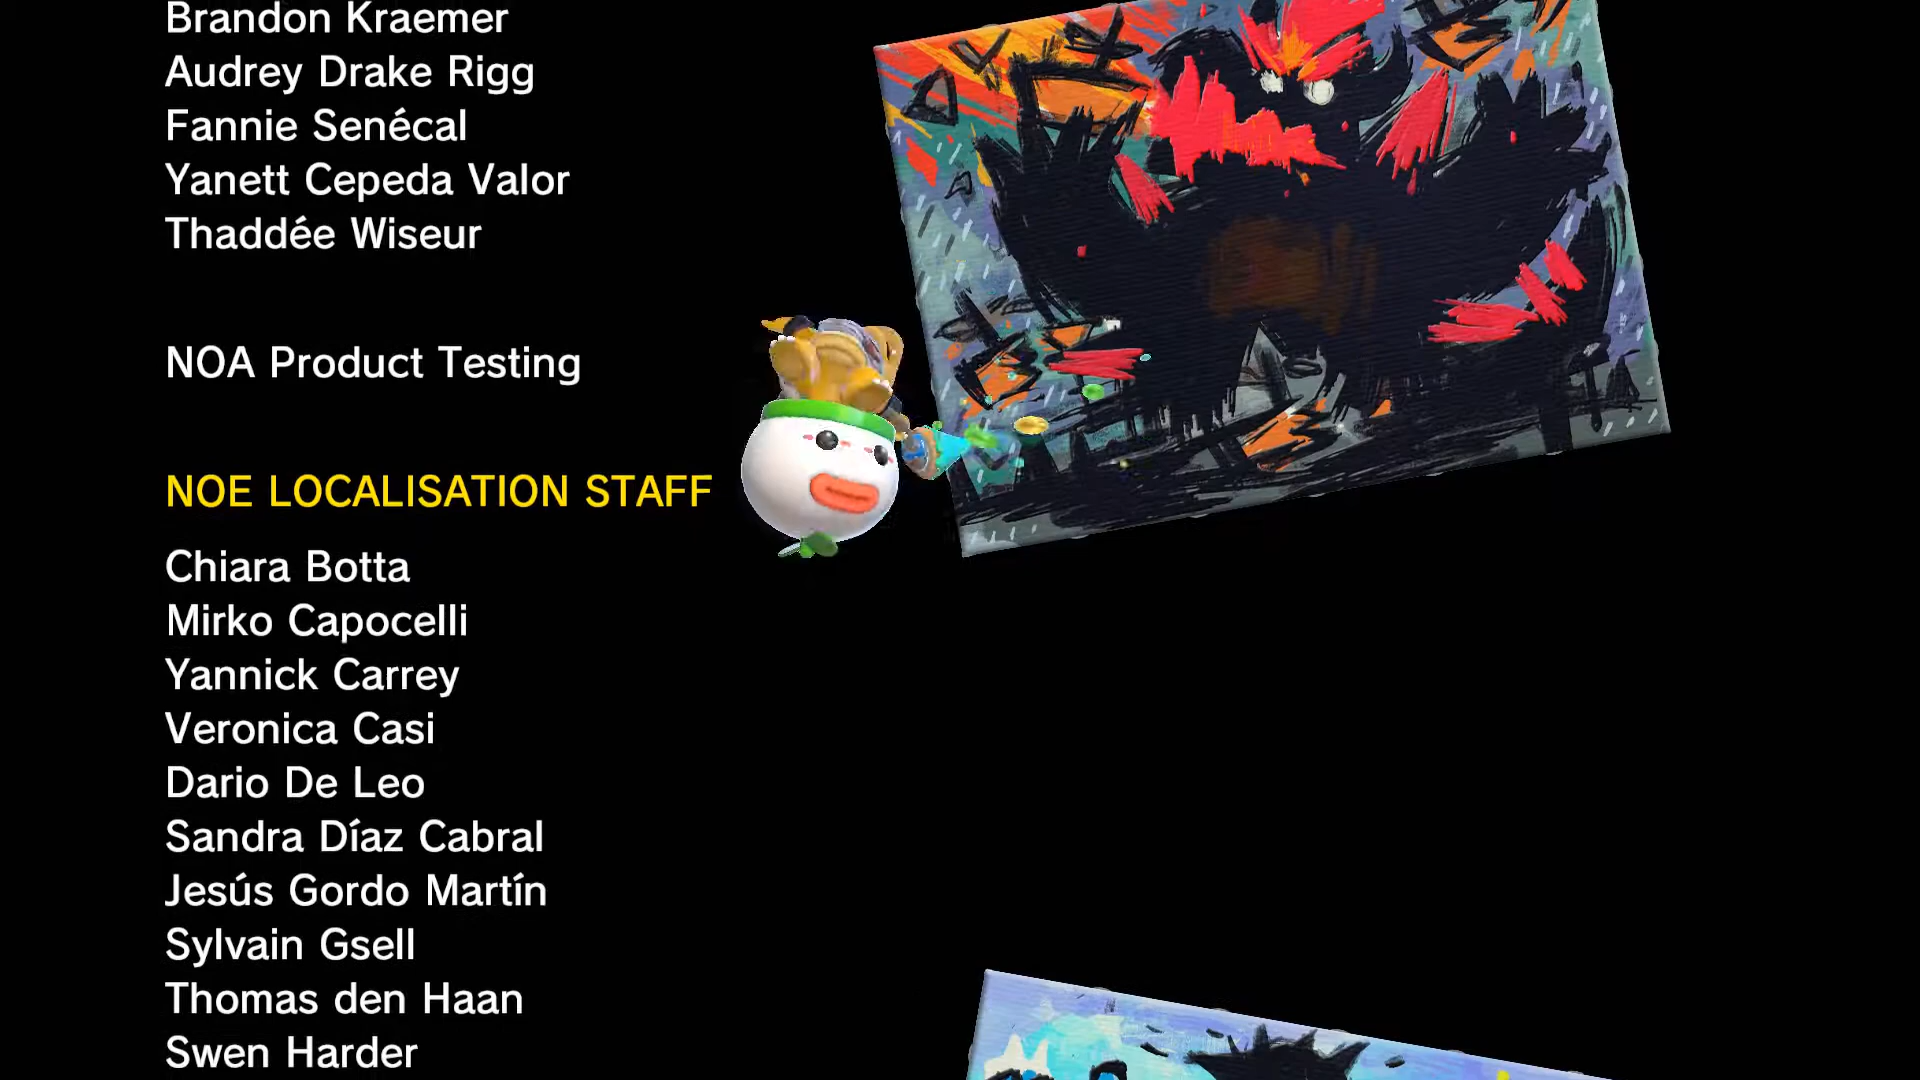 Brandon Kraemer
Audrey Drake Rigg
Fannie Senécal
Yanett Cepeda Valor
Thaddée Wiseur
NOA Product Testing
NOE LOCALISATION STAFF
Chiara Botta
Mirko Capocelli
Yannick Carrey
Veronica Casi
Dario De Leo
Sandra Díaz Cabral
Jesús Gordo Martín
Sylvain Gsell
Thomas den Haan
Swen Harder